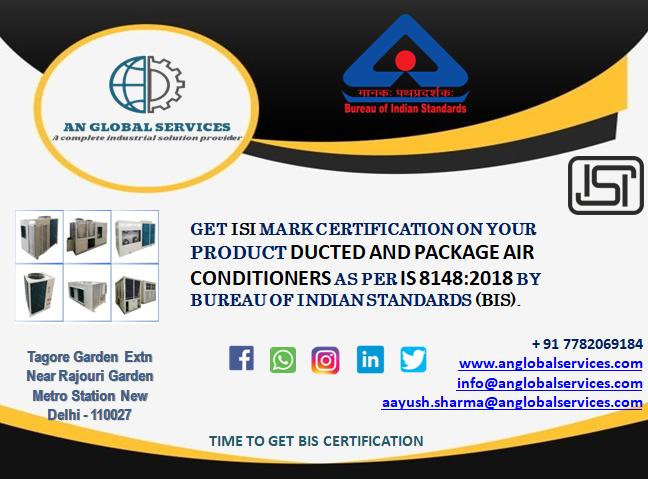 AN GLOBAL SERVICES
A complete industrial solution provider
मानकः पथप्रदर्शकः
Bureau of Indian Standards
ISI
GET ISI MARK CERTIFICATION ON YOUR
PRODUCT DUCTED AND PACKAGE AIR
CONDITIONERS AS PER IS 8148:2018 BY
BUREAU OF INDIAN STANDARDS (BIS).
Tagore Garden Extn
Near Rajouri Garden
Metro Station New
Delhi - 110027
+ 91 7782069184
www.anglobalservices.com
info@anglobalservices.com
aayush.sharma@anglobalservices.com
TIME TO GET BIS CERTIFICATION